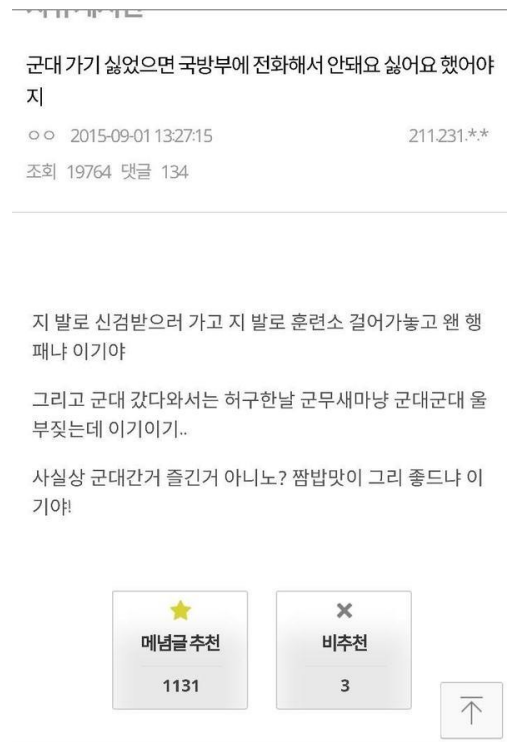 군대 가기 싫었으면 국방부에 전화해서 안돼요 싫어요 했어야
지
ㅇㅇ 2015-09-01 13:27:15 211.231.*.*
조회 19764 댓글 134
지 발로 신검받으러 가고 지 발로 훈련소 걸어가놓고 왠 행
패냐 이기야
그리고 군대 갔다와서는 허구한날 군무새마냥 군대군대 울
부짖는데 이기이기..
사실상 군대간거 즐긴거 아니노? 짬밥맛이 그리 좋드냐 이
기야!
메념글 추천 비추천
1131 3